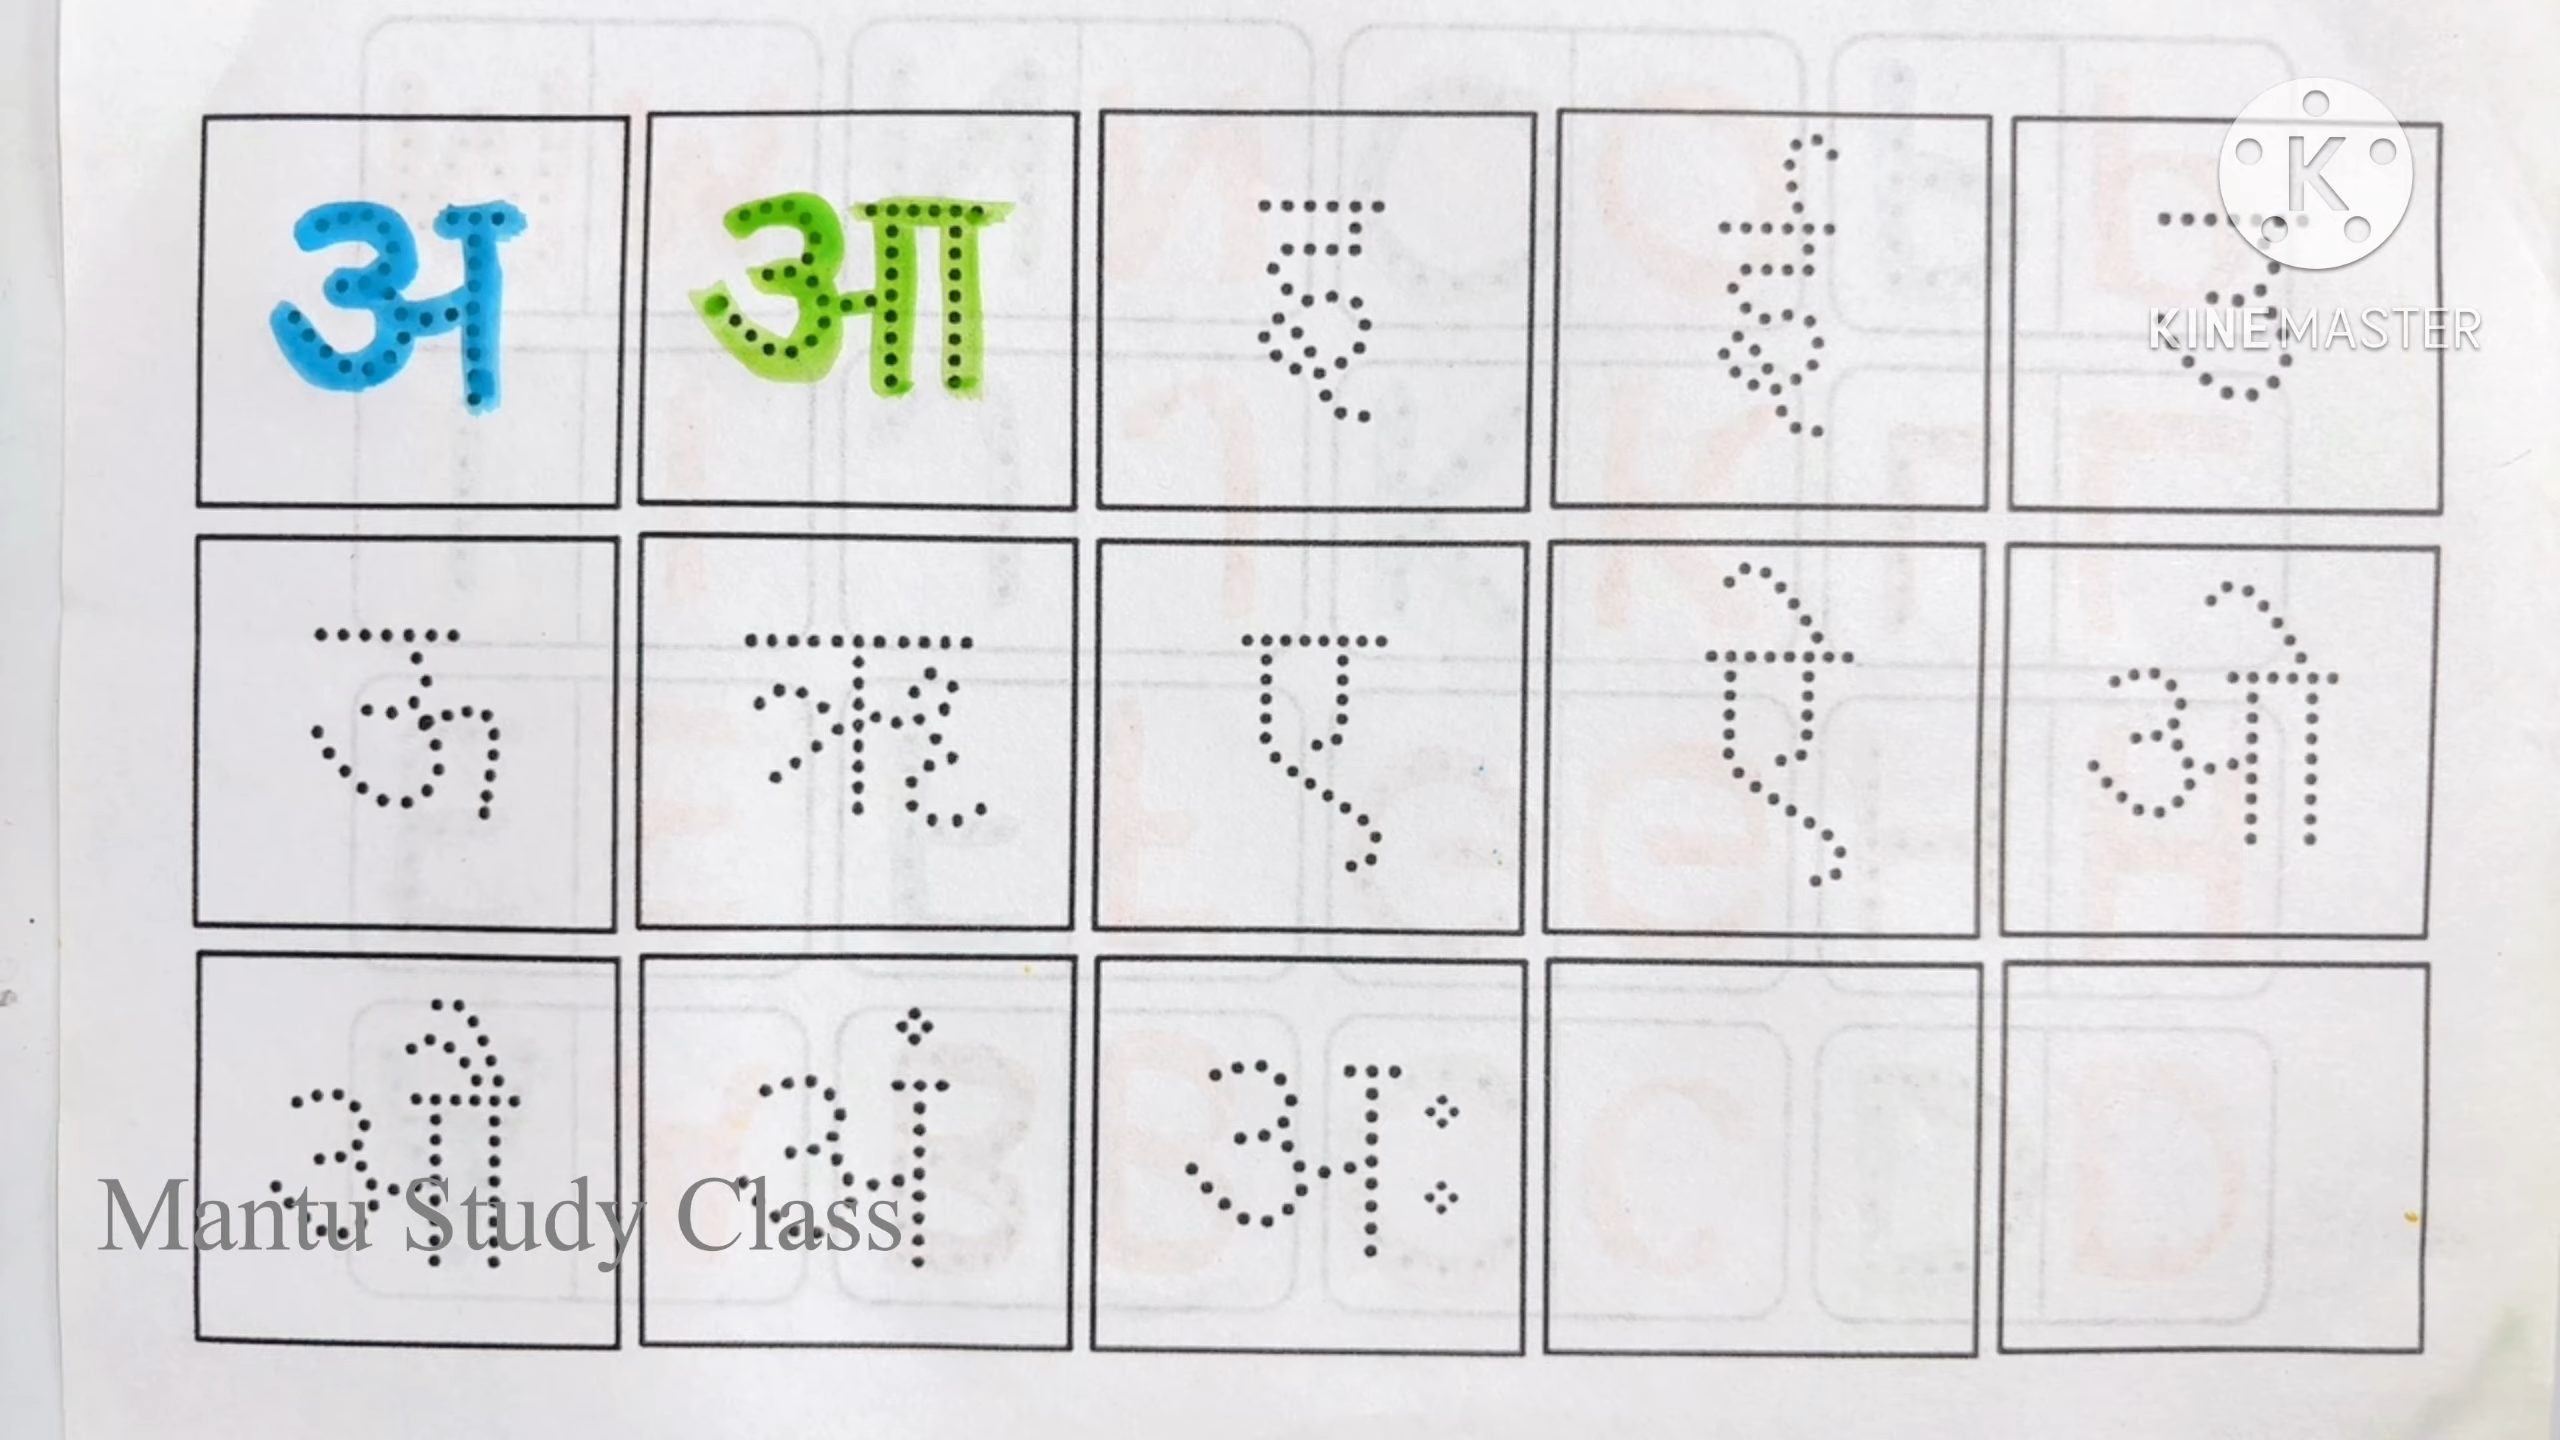 अ आ इ ई उ
K
KINEMASTER
ऊ ऋ ए ऐ ओ
औ अं अः
Mantu Study Class